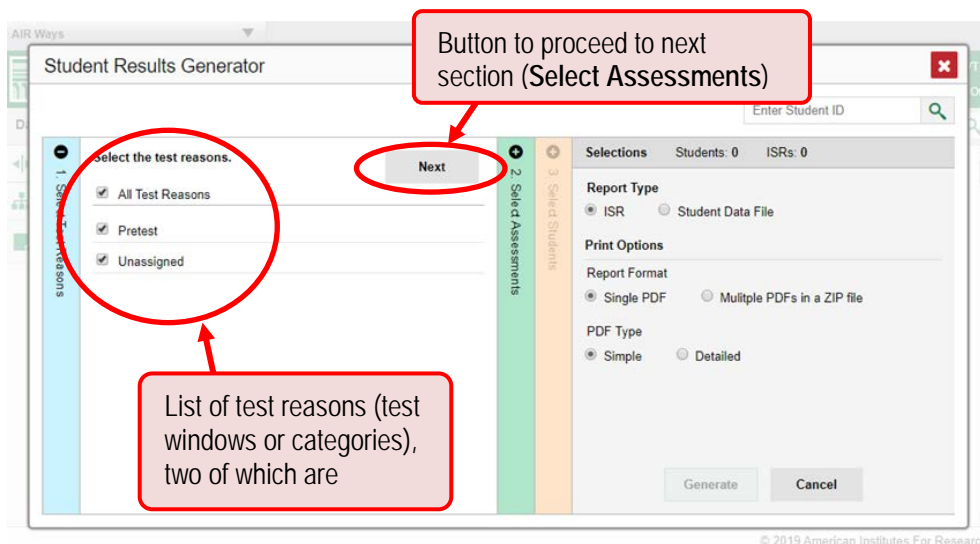 AIR Ways
Button to proceed to next
section (Select Assessments)
Student Results Generator
Enter Student ID
1. Select Test Reasons
Select the test reasons.
Next
All Test Reasons
Pretest
Unassigned
2. Select Assessments
3. Select Students
Selections Students: 0 ISRs: 0
Report Type
ISR Student Data File
Print Options
Report Format
Single PDF Mulitple PDFs in a ZIP file
PDF Type
Simple Detailed
List of test reasons (test
windows or categories),
two of which are
Generate Cancel
© 2019 American Institutes For Resear